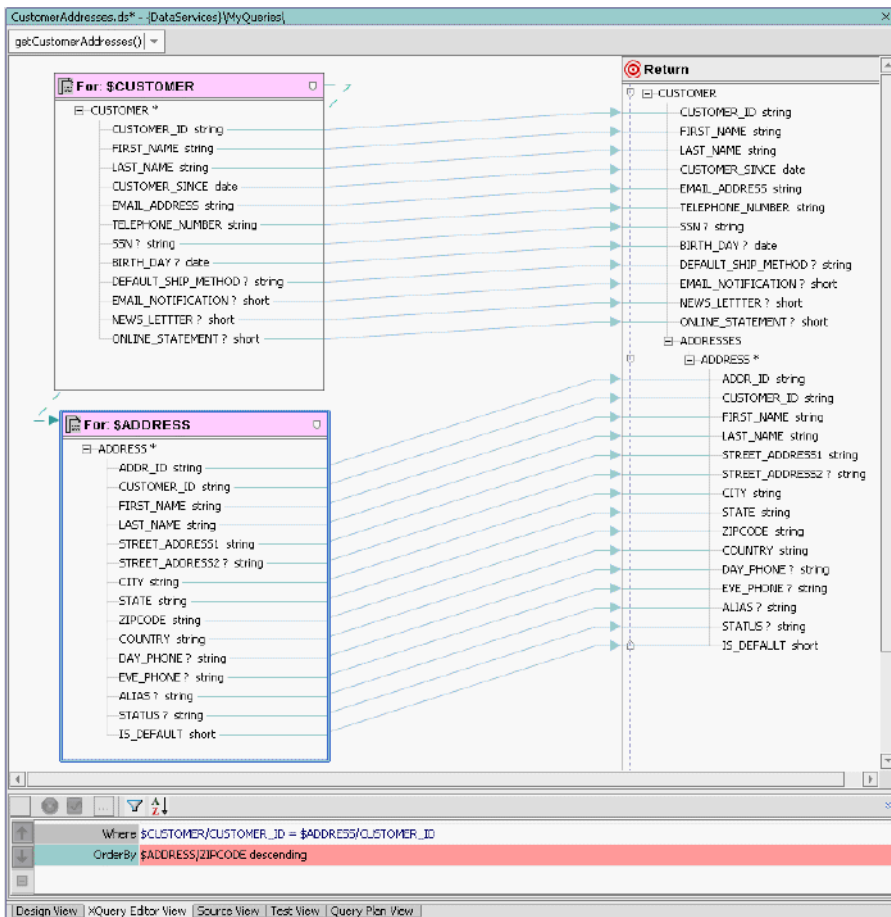 CustomerAddresses.ds* - {DataServices}\MyQueries\
getCustomerAddresses()
For: $CUSTOMER
CUSTOMER *
CUSTOMER_ID string
FIRST_NAME string
LAST_NAME string
CUSTOMER_SINCE date
EMAIL_ADDRESS string
TELEPHONE_NUMBER string
SSN ? string
BIRTH_DAY ? date
DEFAULT_SHIP_METHOD ? string
EMAIL_NOTIFICATION ? short
NEWS_LETTTER ? short
ONLINE_STATEMENT ? short
For: $ADDRESS
ADDRESS *
ADDR_ID string
CUSTOMER_ID string
FIRST_NAME string
LAST_NAME string
STREET_ADDRESS1 string
STREET_ADDRESS2 ? string
CITY string
STATE string
ZIPCODE string
COUNTRY string
DAY_PHONE ? string
EVE_PHONE ? string
ALIAS ? string
STATUS ? string
IS_DEFAULT short
Return
CUSTOMER
CUSTOMER_ID string
FIRST_NAME string
LAST_NAME string
CUSTOMER_SINCE date
EMAIL_ADDRESS string
TELEPHONE_NUMBER string
SSN ? string
BIRTH_DAY ? date
DEFAULT_SHIP_METHOD ? string
EMAIL_NOTIFICATION ? short
NEWS_LETTTER ? short
ONLINE_STATEMENT ? short
ADDRESSES
ADDRESS *
ADDR_ID string
CUSTOMER_ID string
FIRST_NAME string
LAST_NAME string
STREET_ADDRESS1 string
STREET_ADDRESS2 ? string
CITY string
STATE string
ZIPCODE string
COUNTRY string
DAY_PHONE ? string
EVE_PHONE ? string
ALIAS ? string
STATUS ? string
IS_DEFAULT short
Where $CUSTOMER/CUSTOMER_ID = $ADDRESS/CUSTOMER_ID
OrderBy $ADDRESS/ZIPCODE descending
Design View | XQuery Editor View | Source View | Test View | Query Plan View